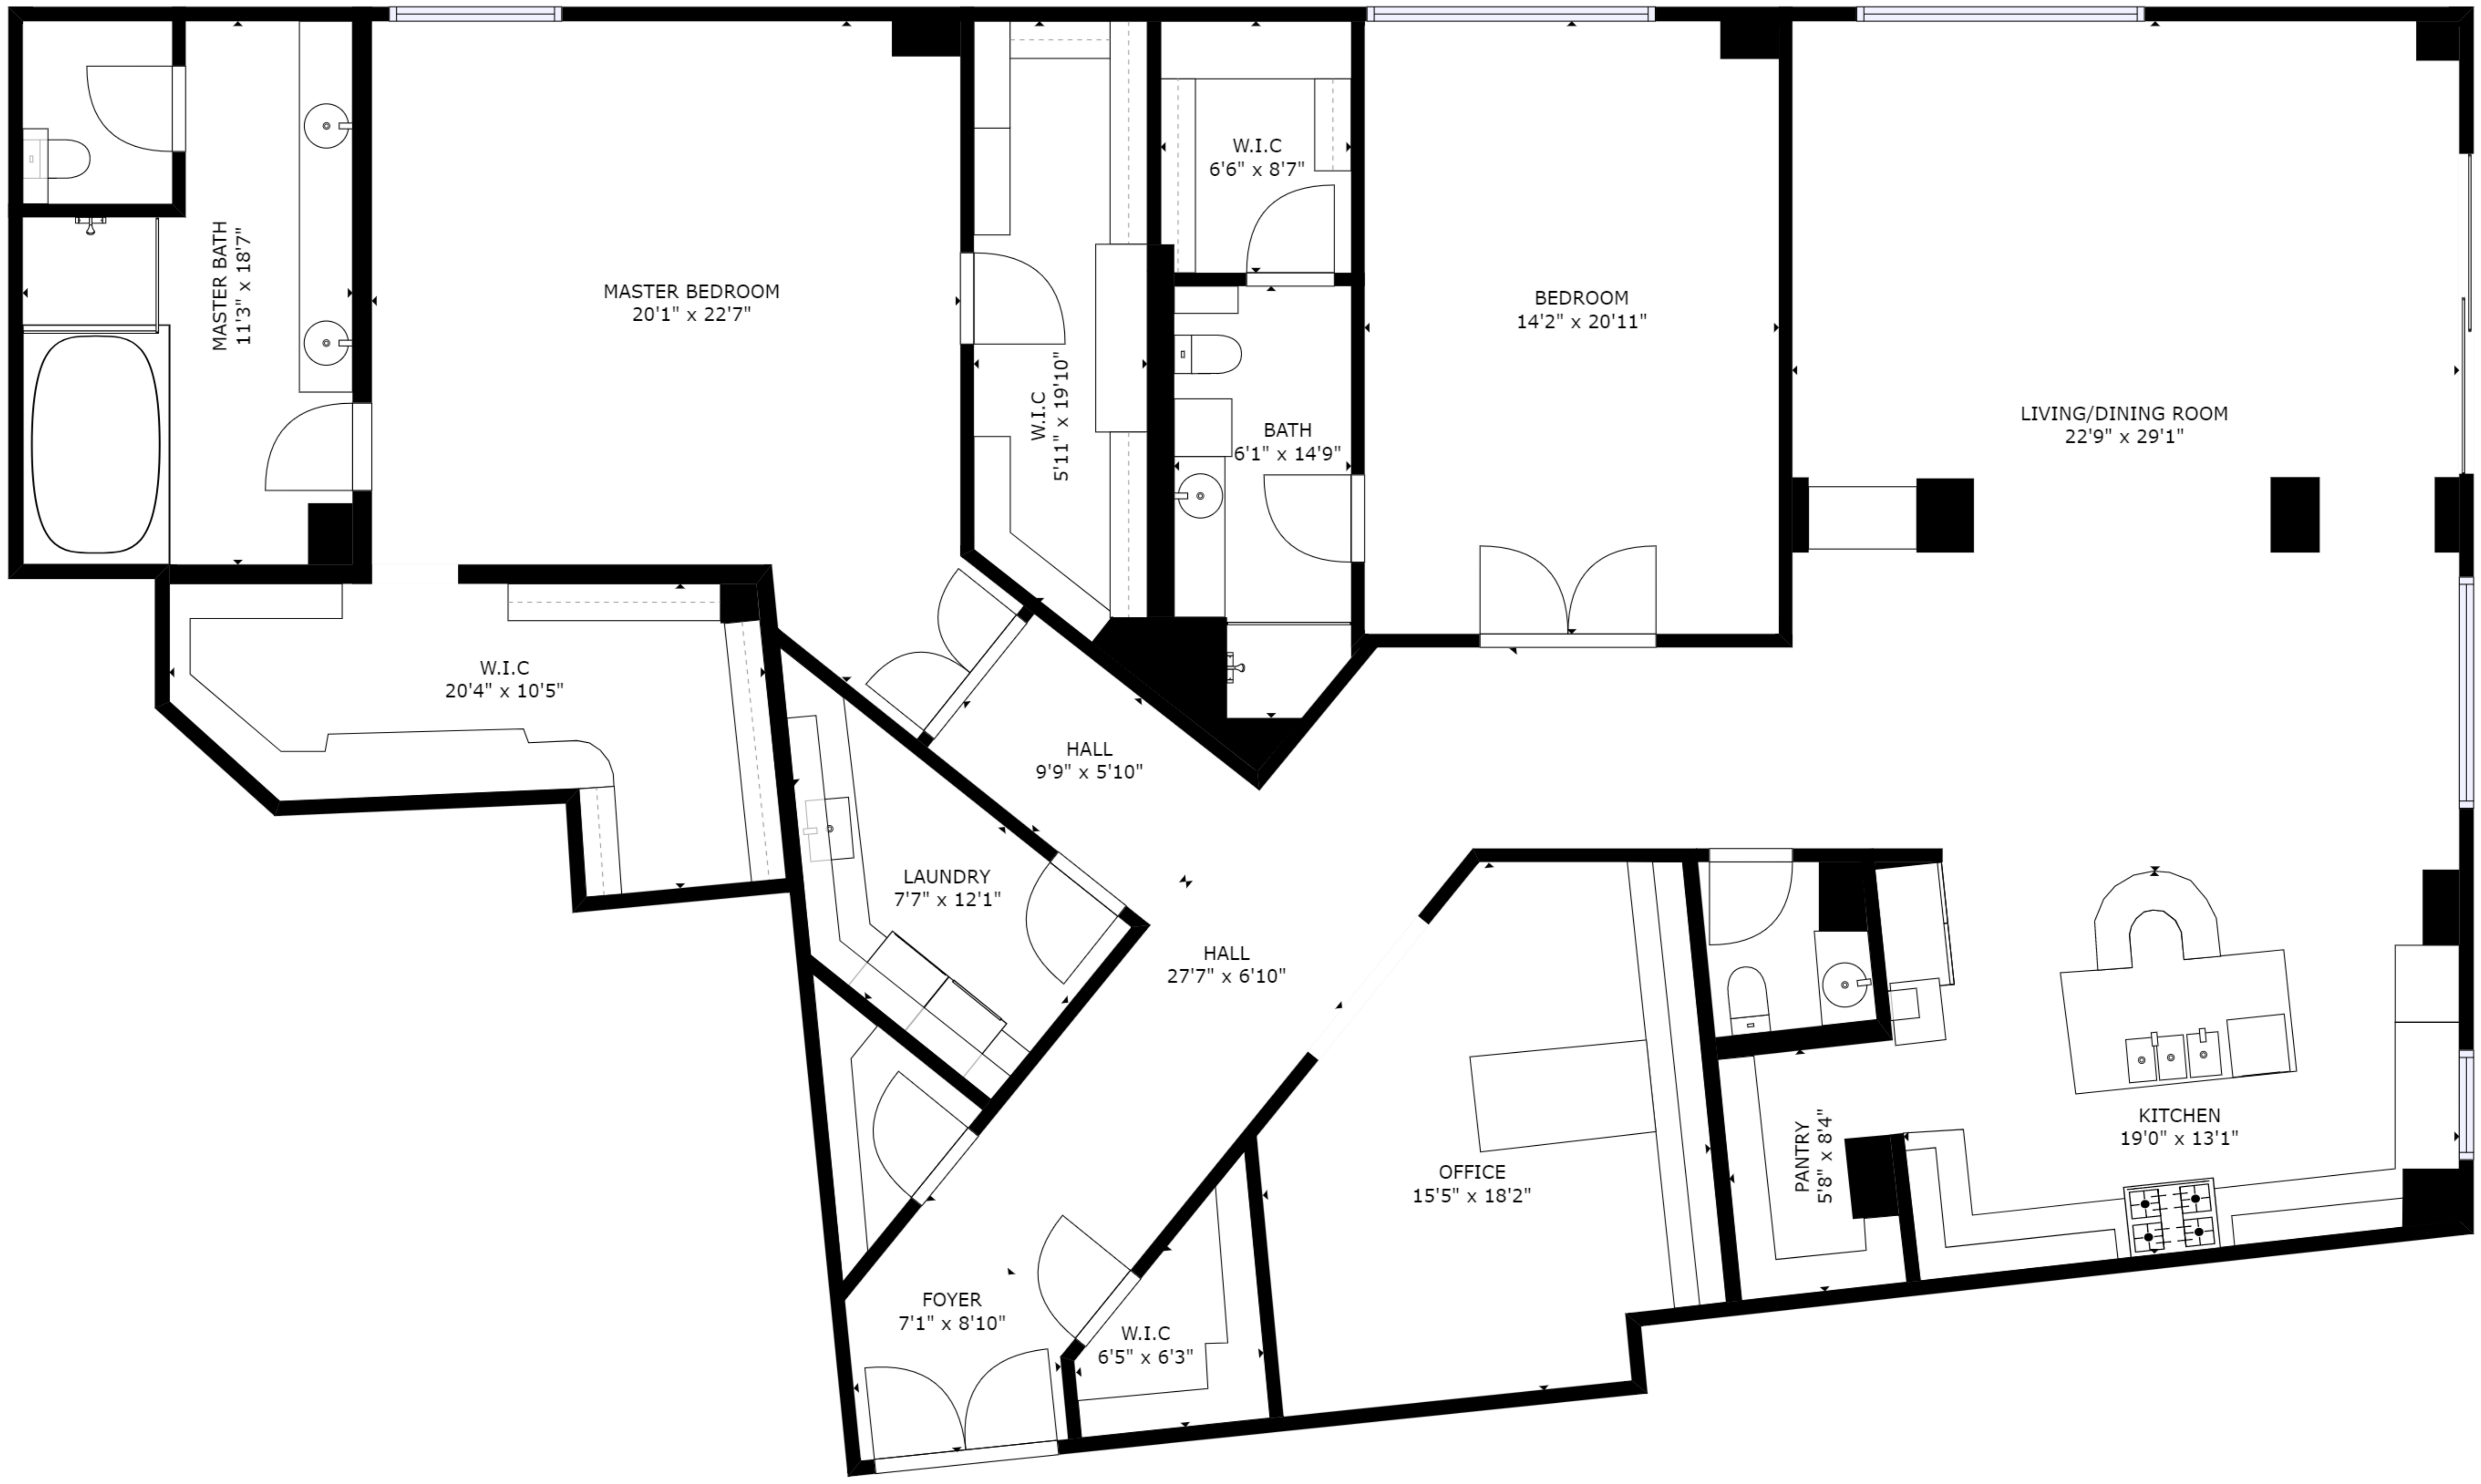 MASTER BATH
11'3" x 18'7"
MASTER BEDROOM
20'1" x 22'7"
W.I.C
5'11" x 19'10"
W.I.C
6'6" x 8'7"
BATH
6'1" x 14'9"
BEDROOM
14'2" x 20'11"
LIVING/DINING ROOM
22'9" x 29'1"
W.I.C
20'4" x 10'5"
HALL
9'9" x 5'10"
LAUNDRY
7'7" x 12'1"
HALL
27'7" x 6'10"
OFFICE
15'5" x 18'2"
PANTRY
5'8" x 8'4"
KITCHEN
19'0" x 13'1"
FOYER
7'1" x 8'10"
W.I.C
6'5" x 6'3"